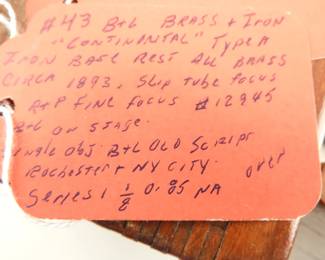 #43 B+L BRASS + IRON
"CONTINENTAL" TYPE A
IRON BASE REST ALL BRASS
CIRCA 1893, Slip Tube focus
R+P FINE FOCUS #12945
B+L ON STAGE.
Single Obj. B+L OLD SCRIPT
ROCHESTER + NY CITY.
over
Series 1 1/2 0.85 NA